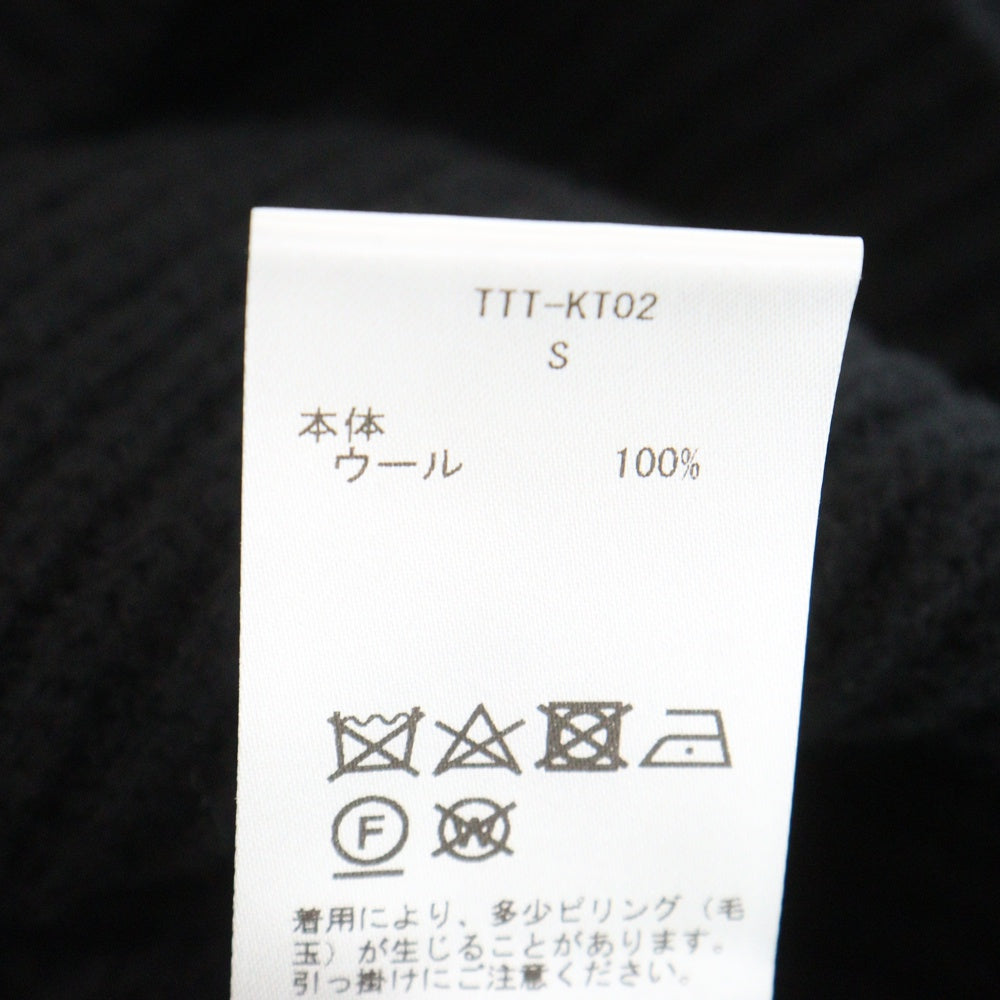 TTT-KT02
S
本体
ウール 100%
F
W
着用により、多少ピリング（毛
玉）が生じることがあります。
引っ掛けにご注意ください。